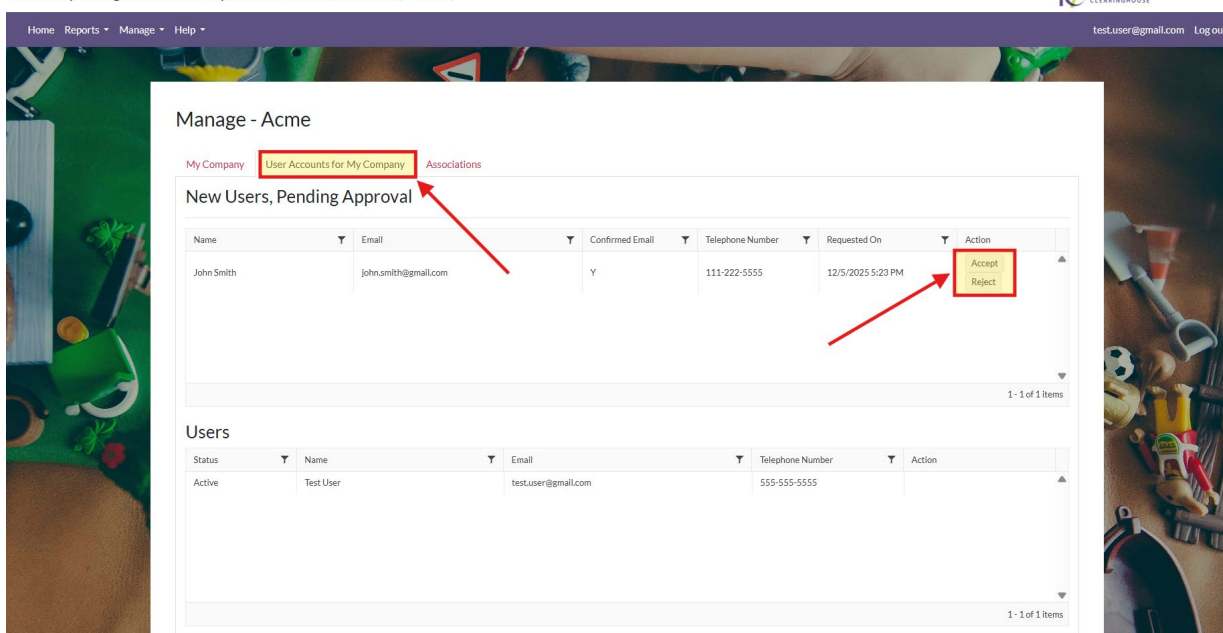 CLEARINGHOUSE
Home Reports Manage Help test.user@gmail.com Log ou
Manage - Acme
My Company User Accounts for My Company Associations
New Users, Pending Approval
Name Email Confirmed Email Telephone Number Requested On Action
John Smith john.smith@gmail.com Y 111-222-5555 12/5/2025 5:23 PM Accept
Reject
1 - 1 of 1 items
Users
Status Name Email Telephone Number Action
Active Test User test.user@gmail.com 555-555-5555
1 - 1 of 1 items